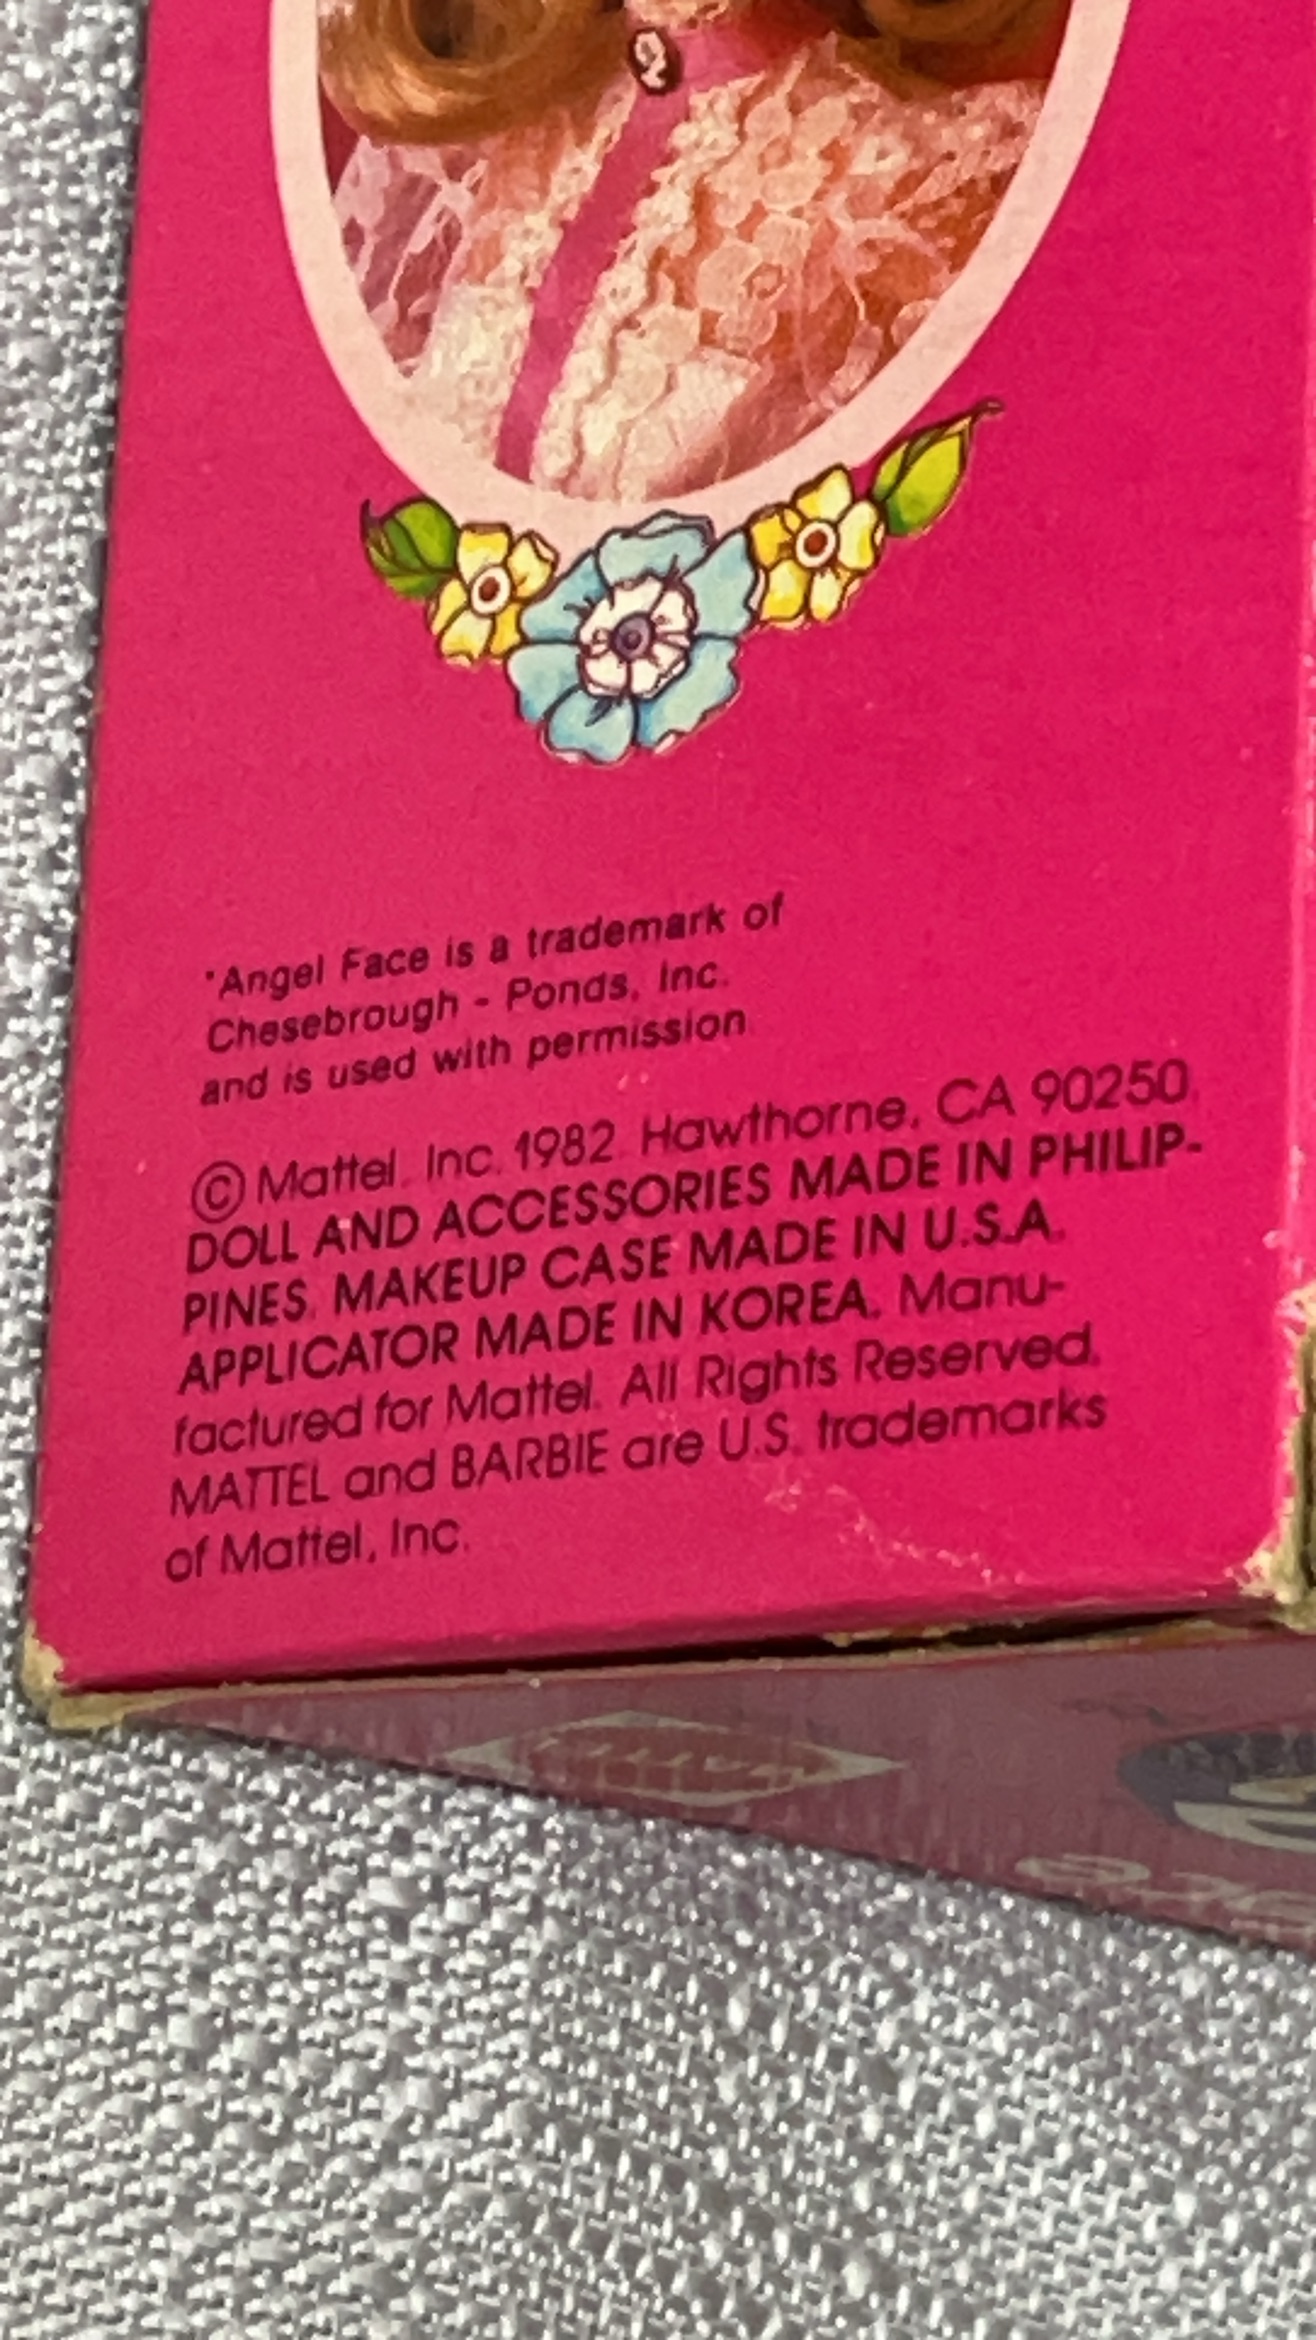 *Angel Face is a trademark of
Chesebrough - Ponds, Inc.
and is used with permission
©Mattel, Inc. 1982. Hawthorne, CA 90250.
DOLL AND ACCESSORIES MADE IN PHILIP-
PINES. MAKEUP CASE MADE IN U.S.A.
APPLICATOR MADE IN KOREA. Manu-
factured for Mattel. All Rights Reserved.
MATTEL and BARBIE are U.S. trademarks
of Mattel, Inc.
MATTEL